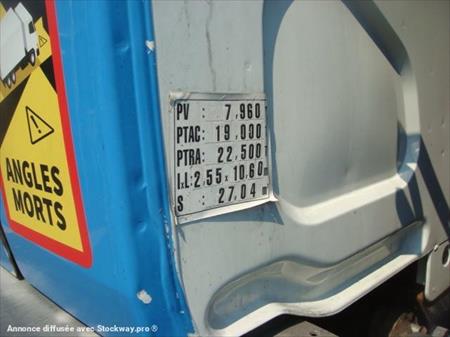 PV : 7,960
PTAC : 19,000
PTRA : 22,500
L.L: 2,55.10,60
S : 27,04 m
ANGLES
MORTS
Annonce diffusée avec Stockway.pro ®